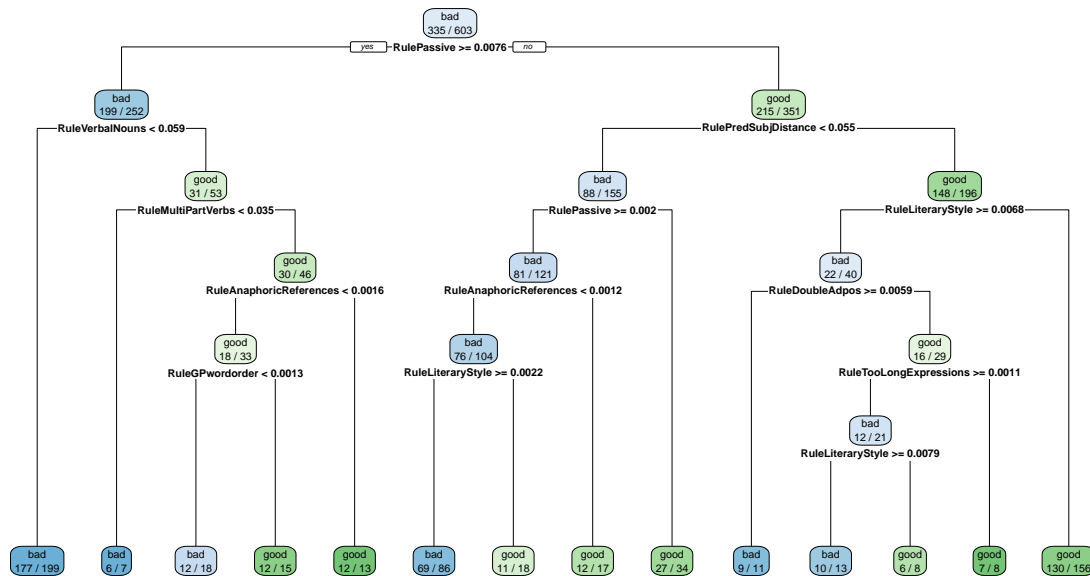 bad
335 / 603
yes RulePassive >= 0.0076 no
bad
199 / 252
good
215 / 351
RuleVerbalNouns < 0.059
RulePredSubjDistance < 0.055
good
31 / 53
bad
88 / 155
good
148 / 196
RuleMultiPartVerbs < 0.035
RulePassive >= 0.002
RuleLiteraryStyle >= 0.0068
good
30 / 46
bad
81 / 121
bad
22 / 40
RuleAnaphoricReferences < 0.0016
RuleAnaphoricReferences < 0.0012
RuleDoubleAdpos >= 0.0059
good
18 / 33
bad
76 / 104
good
16 / 29
RuleGPwordorder < 0.0013
RuleLiteraryStyle >= 0.0022
RuleTooLongExpressions >= 0.0011
bad
12 / 21
RuleLiteraryStyle >= 0.0079
bad
177 / 199
bad
6 / 7
bad
12 / 18
good
12 / 15
good
12 / 13
bad
69 / 86
good
11 / 18
good
12 / 17
good
27 / 34
bad
9 / 11
bad
10 / 13
good
6 / 8
good
7 / 8
good
130 / 156